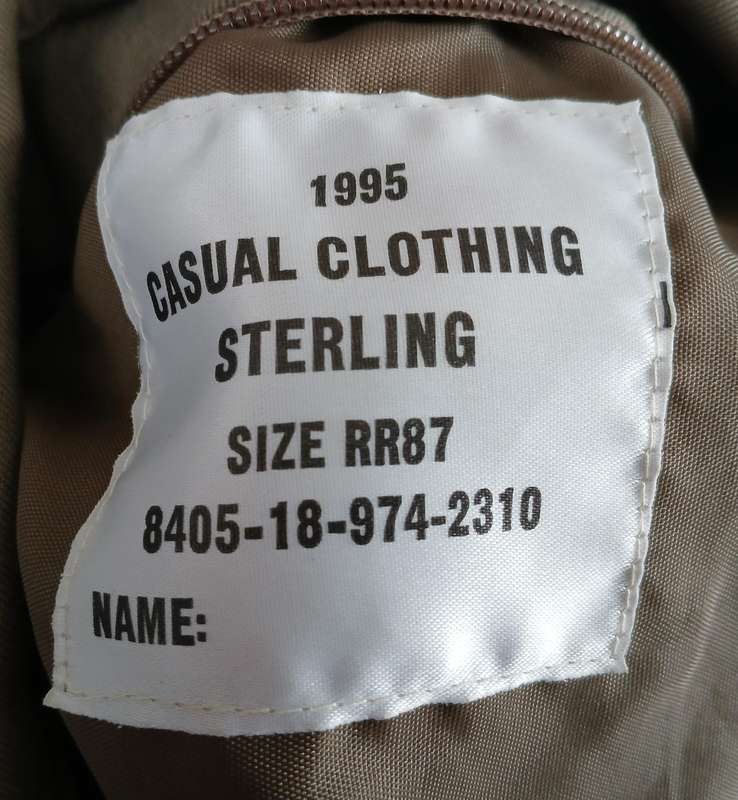 1995
CASUAL CLOTHING
STERLING
SIZE RR87
8405-18-974-2310
NAME: